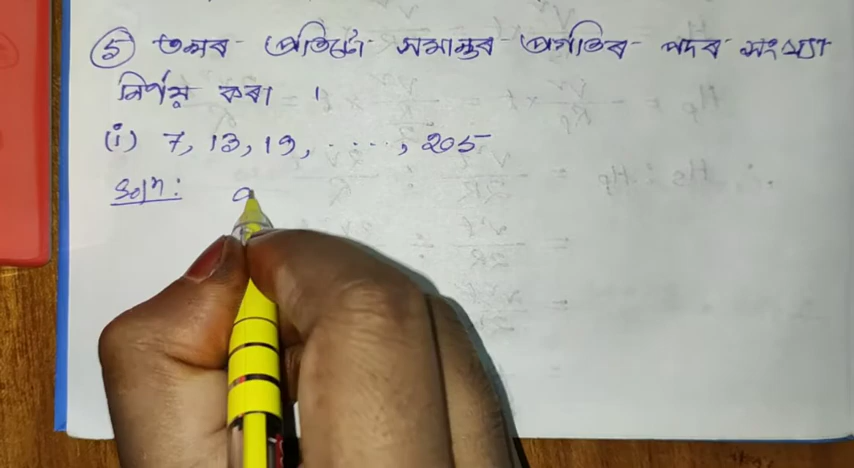 ⑤ তলৰ প্ৰতিটো সমান্তৰ প্ৰগতিৰ পদৰ সংখ্যা
নিৰ্ণয় কৰা ।
(i) 7, 13, 19, ....., 205
Solⁿ: a